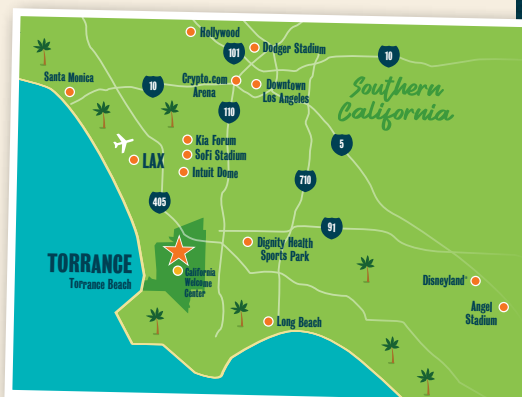 Hollywood
101
Dodger Stadium
10
Santa Monica
10
Crypto.com
Arena
Downtown
Los Angeles
Southern
California
110
Kia Forum
5
LAX
SoFi Stadium
Intuit Dome
710
405
91
Dignity Health
Sports Park
TORRANCE
Torrance Beach
California
Welcome
Center
Disneyland®
Angel
Stadium
Long Beach